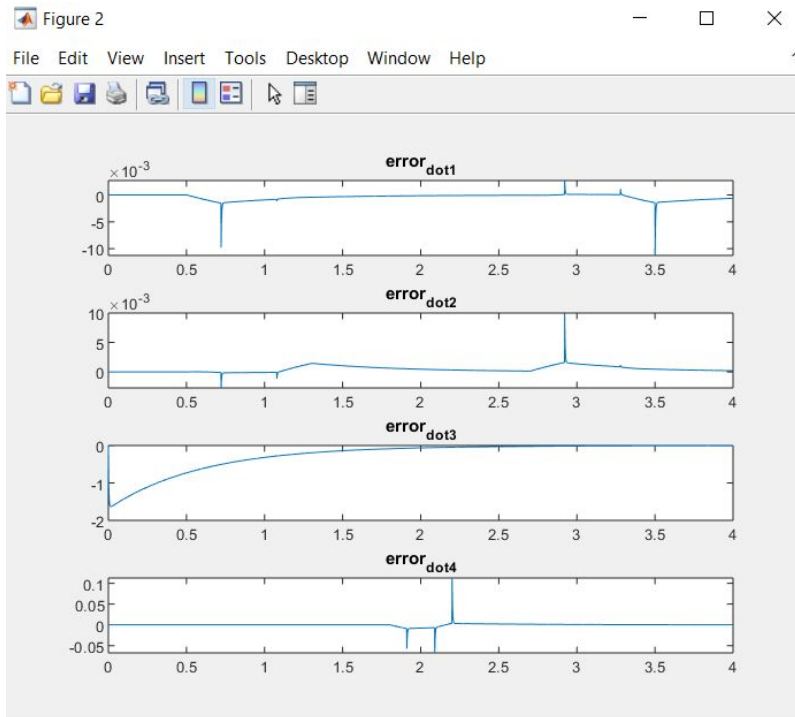 Figure 2
File Edit View Insert Tools Desktop Window Help
×10⁻³
error_dot1
0
-5
-10
0 0.5 1 1.5 2 2.5 3 3.5 4
×10⁻³
error_dot2
10
5
0
0 0.5 1 1.5 2 2.5 3 3.5 4
error_dot3
0
-1
-2
0 0.5 1 1.5 2 2.5 3 3.5 4
error_dot4
0.1
0.05
0
-0.05
0 0.5 1 1.5 2 2.5 3 3.5 4